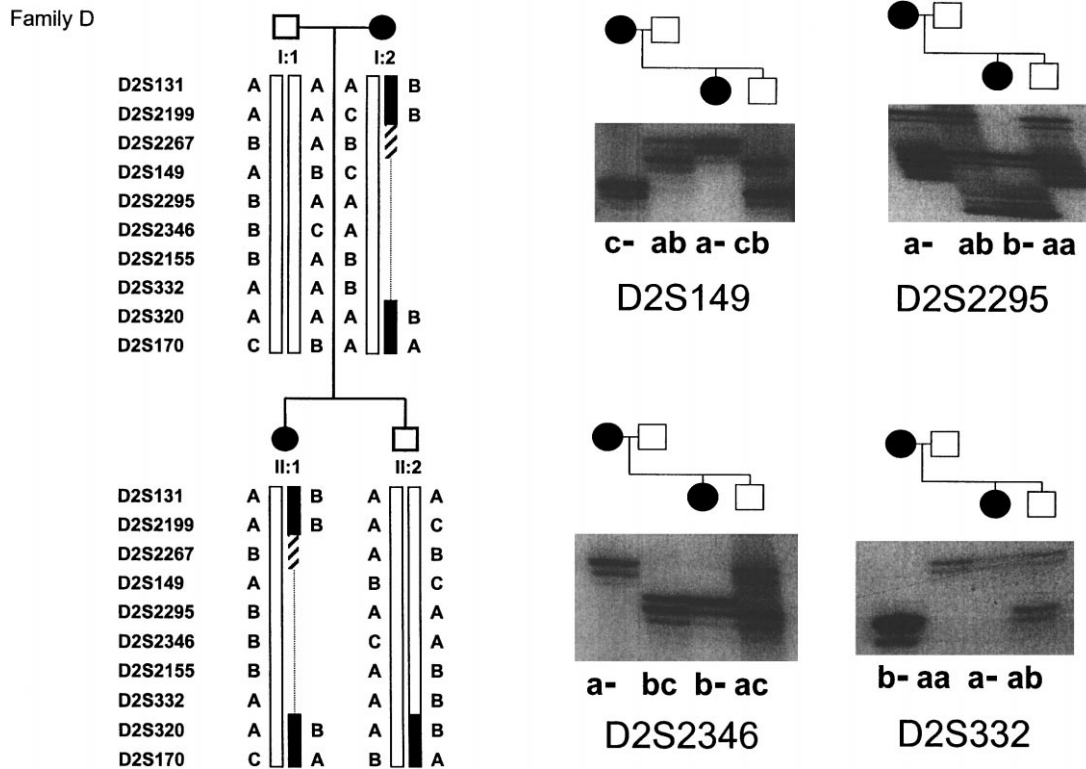 Family D
I:1 I:2
D2S131 A A A B
D2S2199 A A C B
D2S2267 B A B
D2S149 A B C
D2S2295 B A A
D2S2346 B C A
D2S2155 B A B
D2S332 A A B
D2S320 A A A B
D2S170 C B A A
II:1 II:2
D2S131 A B A A
D2S2199 A B A C
D2S2267 B A B
D2S149 A B C
D2S2295 B A A
D2S2346 B C A
D2S2155 B A B
D2S332 A A B
D2S320 A B A B
D2S170 C A B A
c- ab a- cb
D2S149
a- ab b- aa
D2S2295
a- bc b- ac
D2S2346
b- aa a- ab
D2S332